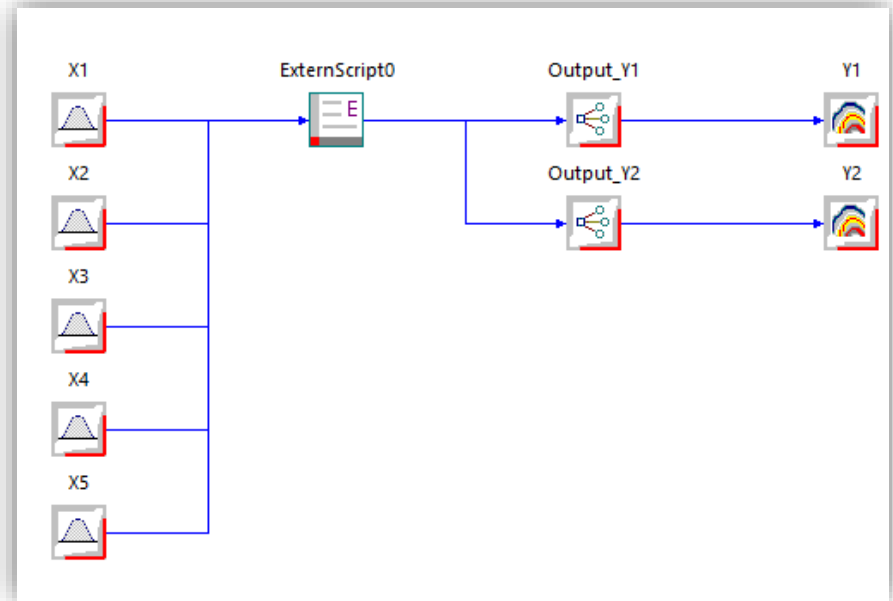 X1 ExternScript0 Output_Y1 Y1
E
X2 Output_Y2 Y2
X3
X4
X5